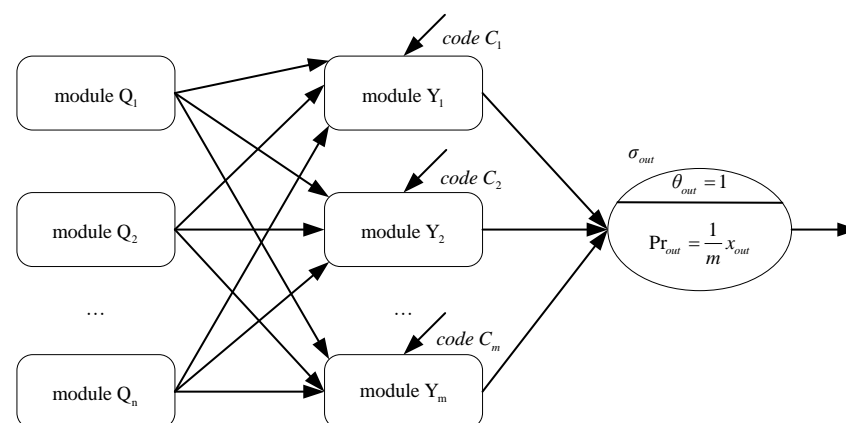 code C₁
module Q₁
module Y₁
σₒᵤₜ
θₒᵤₜ = 1
code C₂
module Q₂
module Y₂
Prₒᵤₜ = 1/m xₒᵤₜ
...
...
code Cₘ
module Qₙ
module Yₘ